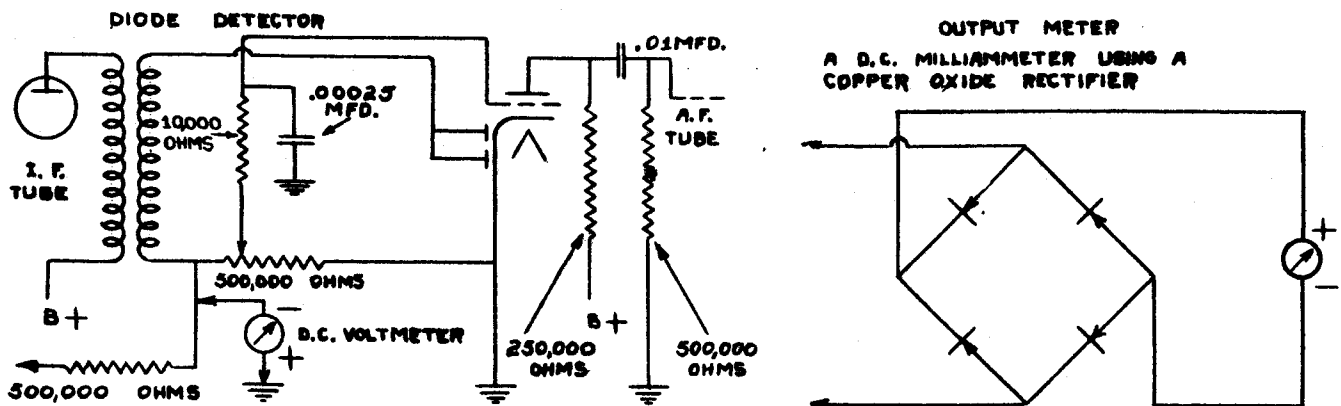 DIODE DETECTOR
.01MFD.
.00025
MFD.
10,000
OHMS
I. F.
TUBE
A.F.
TUBE
500,000 OHMS
B+
-
D.C. VOLTMETER
+
500,000 OHMS
250,000
OHMS
B+
500,000
OHMS
OUTPUT METER
A D.C. MILLIAMMETER USING A
COPPER OXIDE RECTIFIER
+
-